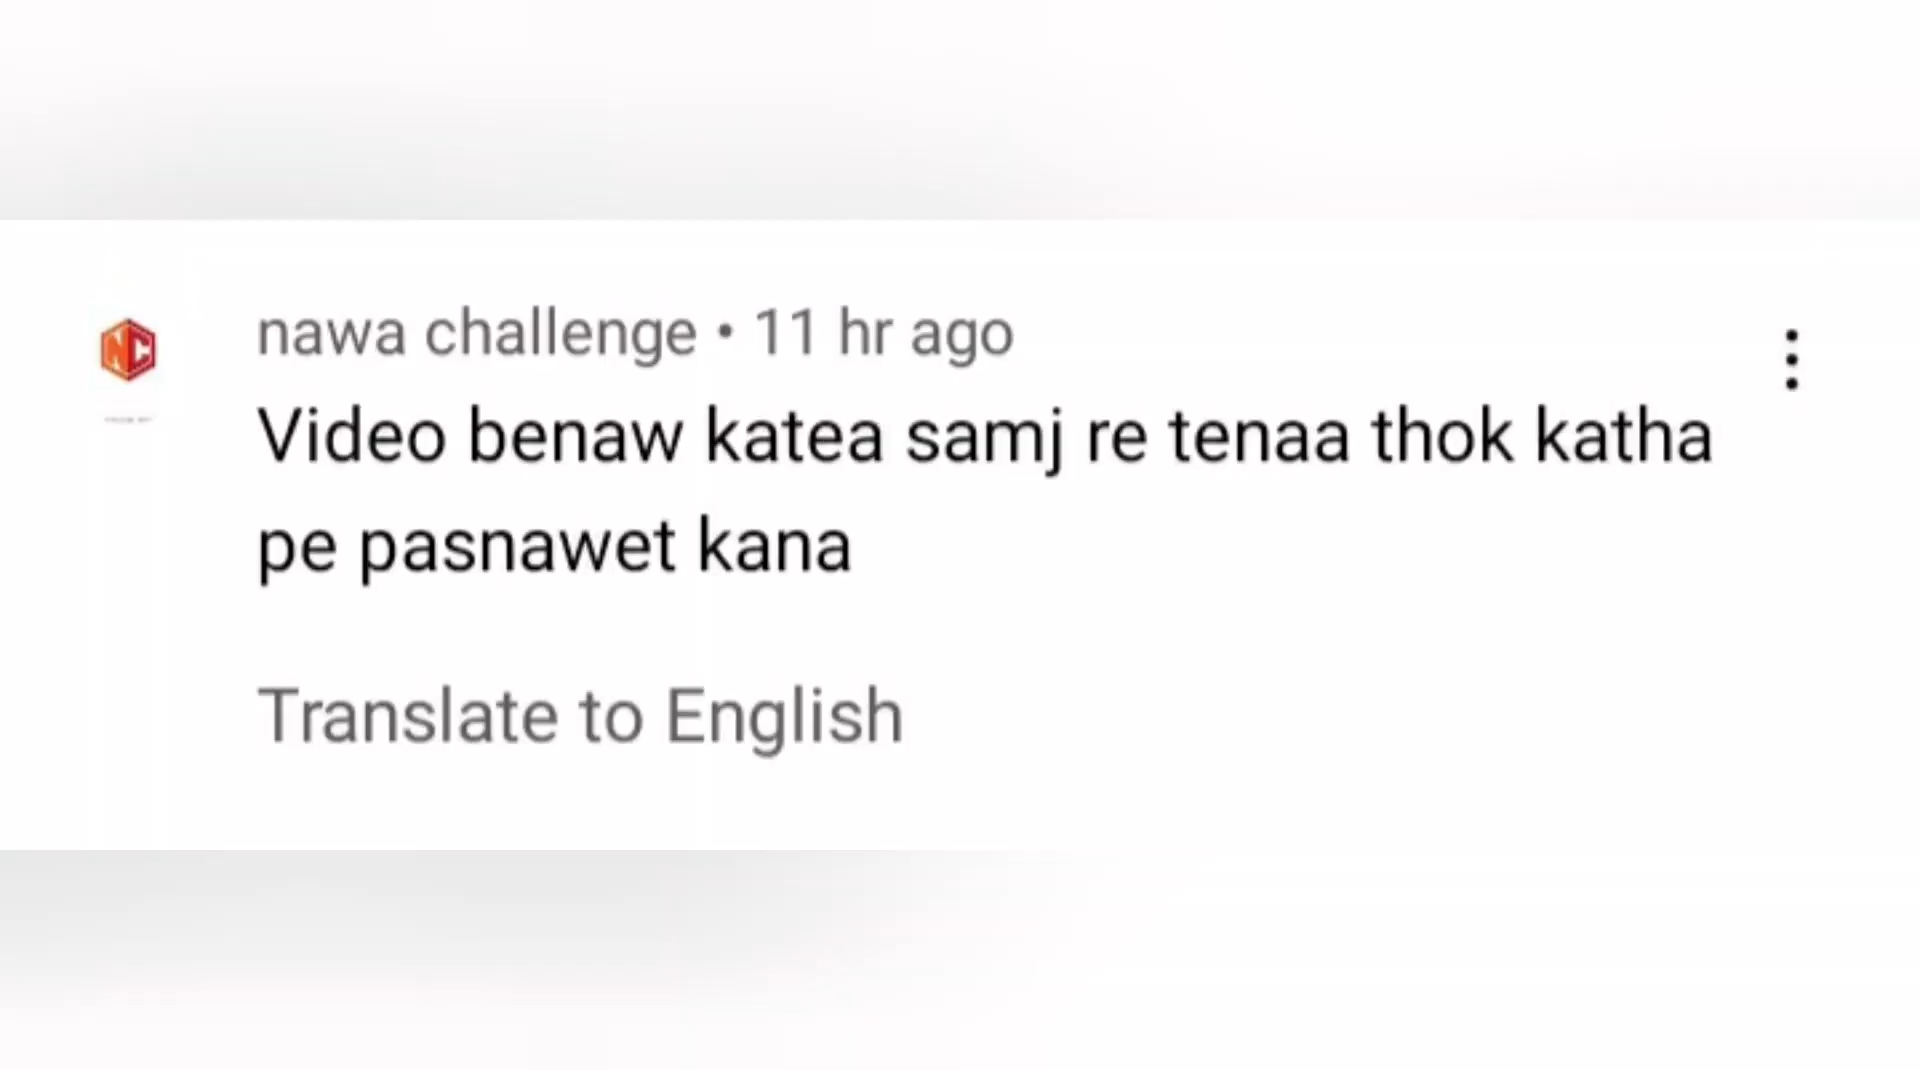 nawa challenge • 11 hr ago
Video benaw katea samj re tenaa thok katha
pe pasnawet kana
Translate to English